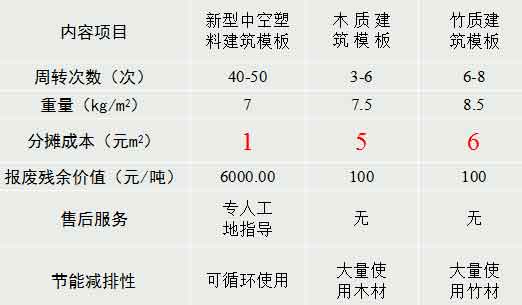 内容项目 新型中空塑料建筑模板 木质建筑模板 竹质建筑模板
周转次数（次） 40-50 3-6 6-8
重量（kg/m2） 7 7.5 8.5
分摊成本（元m2） 1 5 6
报废残余价值（元/吨） 6000.00 100 100
售后服务 专人工地指导 无 无
节能减排性 可循环使用 大量使用木材 大量使用竹材